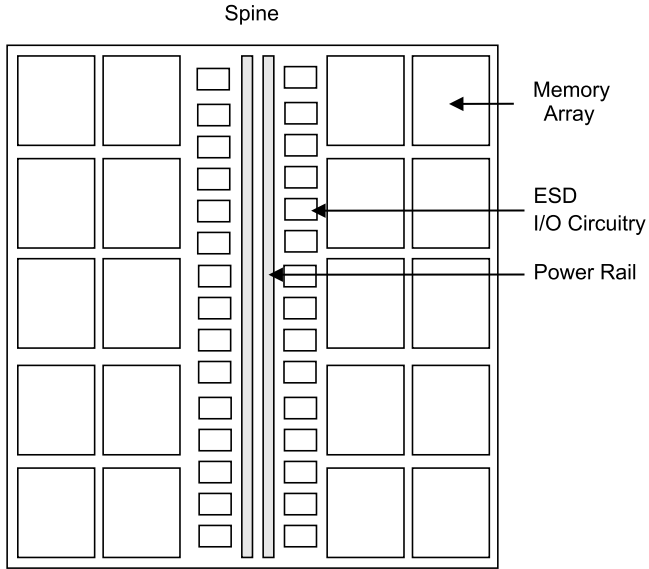 Spine
Memory
Array
ESD
I/O Circuitry
Power Rail